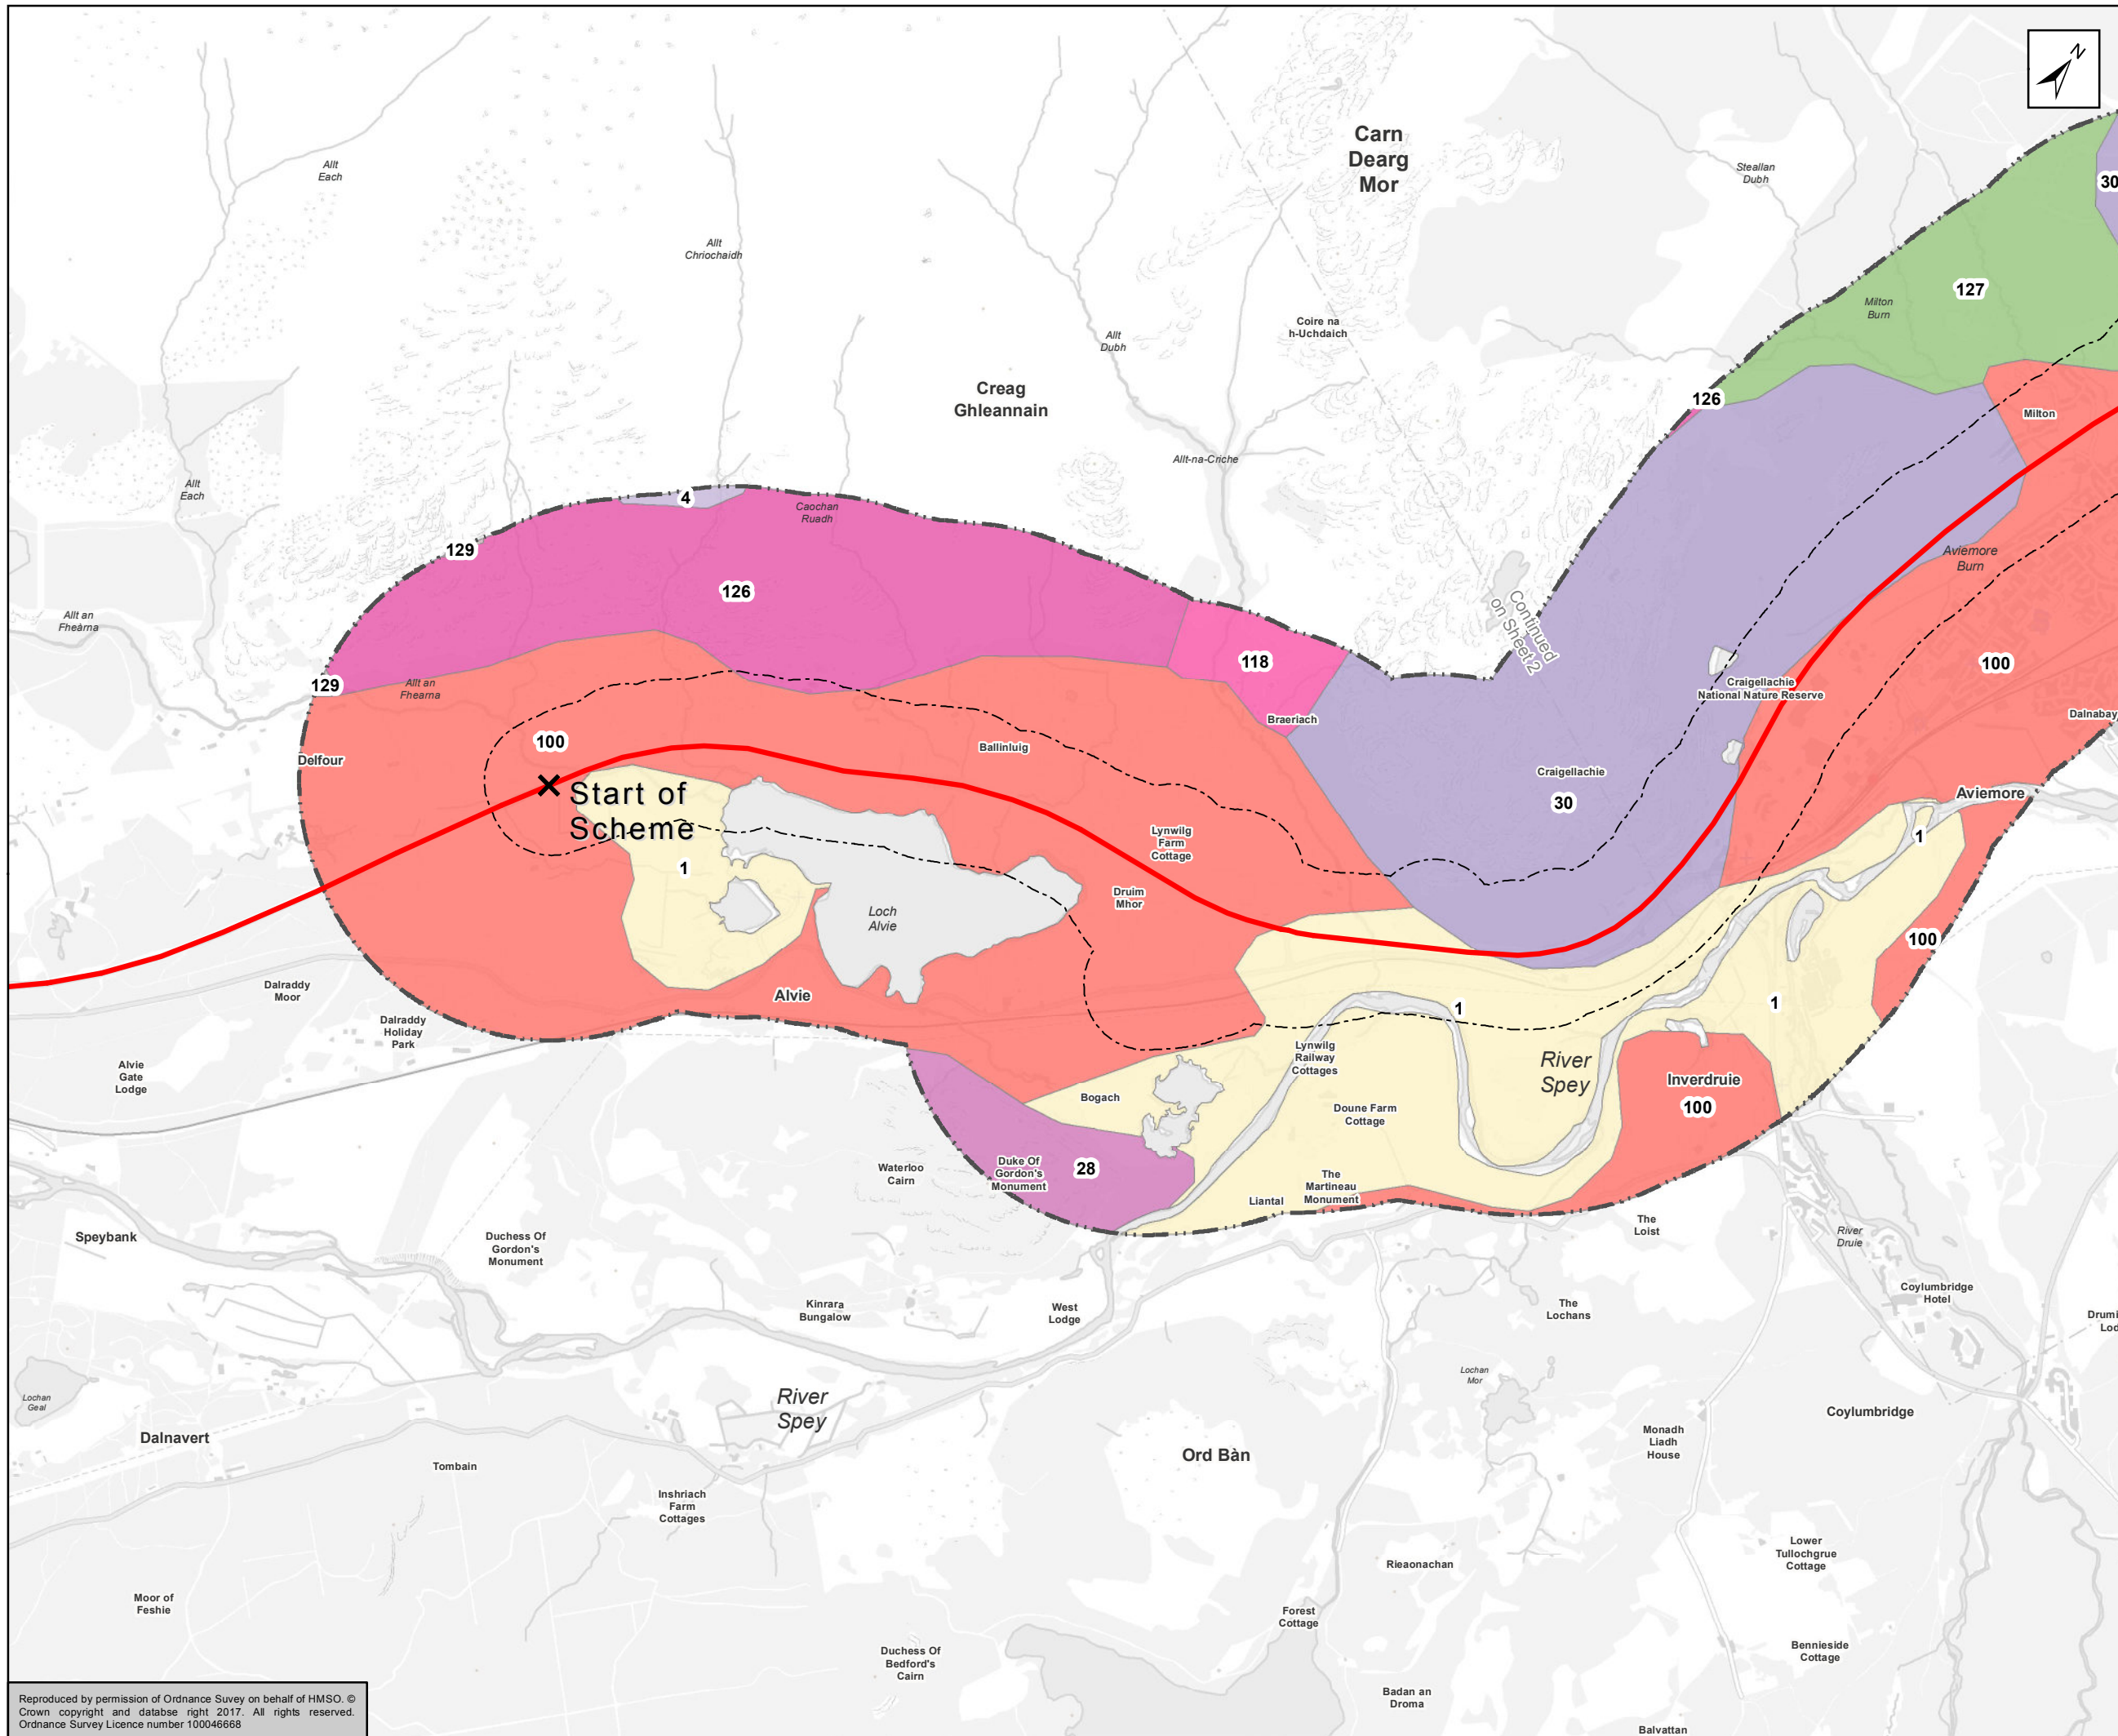 N
Carn
Dearg
Mor
Steallan
Dubh
Allt
Each
30
Allt
Chriochaidh
127
Milton
Burn
Coire na
h-Uchdaich
Allt
Dubh
Creag
Ghleannain
126
Milton
Allt-na-Criche
Allt
Each
4
Caochan
Ruadh
129
Aviemore
Burn
126
Allt an
Fheàrna
Continued
on Sheet 2
118
100
129
Allt an
Fhearna
Craigellachie
National Nature Reserve
Braeriach
Dalnabay
100
Ballinluig
Delfour
Craigellachie
30
Start of
Scheme
Aviemore
Lynwilg
Farm
Cottage
1
1
Druim
Mhor
Loch
Alvie
100
Dalraddy
Moor
Alvie
1
1
Dalraddy
Holiday
Park
Lynwilg
Railway
Cottages
River
Spey
Alvie
Gate
Lodge
Inverdruie
100
Bogach
Doune Farm
Cottage
Waterloo
Cairn
Duke Of
Gordon's
Monument
28
The
Martineau
Monument
Liantal
The
Loist
Speybank
Duchess Of
Gordon's
Monument
River
Druie
Coylumbridge
Hotel
Kinrara
Bungalow
West
Lodge
The
Lochans
Lochan
Mor
Lochan
Geal
River
Spey
Coylumbridge
Dalnavert
Monadh
Liadh
House
Ord Bàn
Tombain
Inshriach
Farm
Cottages
Lower
Tullochgrue
Cottage
Rieaonachan
Moor of
Feshie
Forest
Cottage
Bennieside
Cottage
Duchess Of
Bedford's
Cairn
Badan an
Droma
Balvattan
Reproduced by permission of Ordnance Suvey on behalf of HMSO. ©
Crown copyright and databse right 2017. All rights reserved.
Ordnance Survey Licence number 100046668